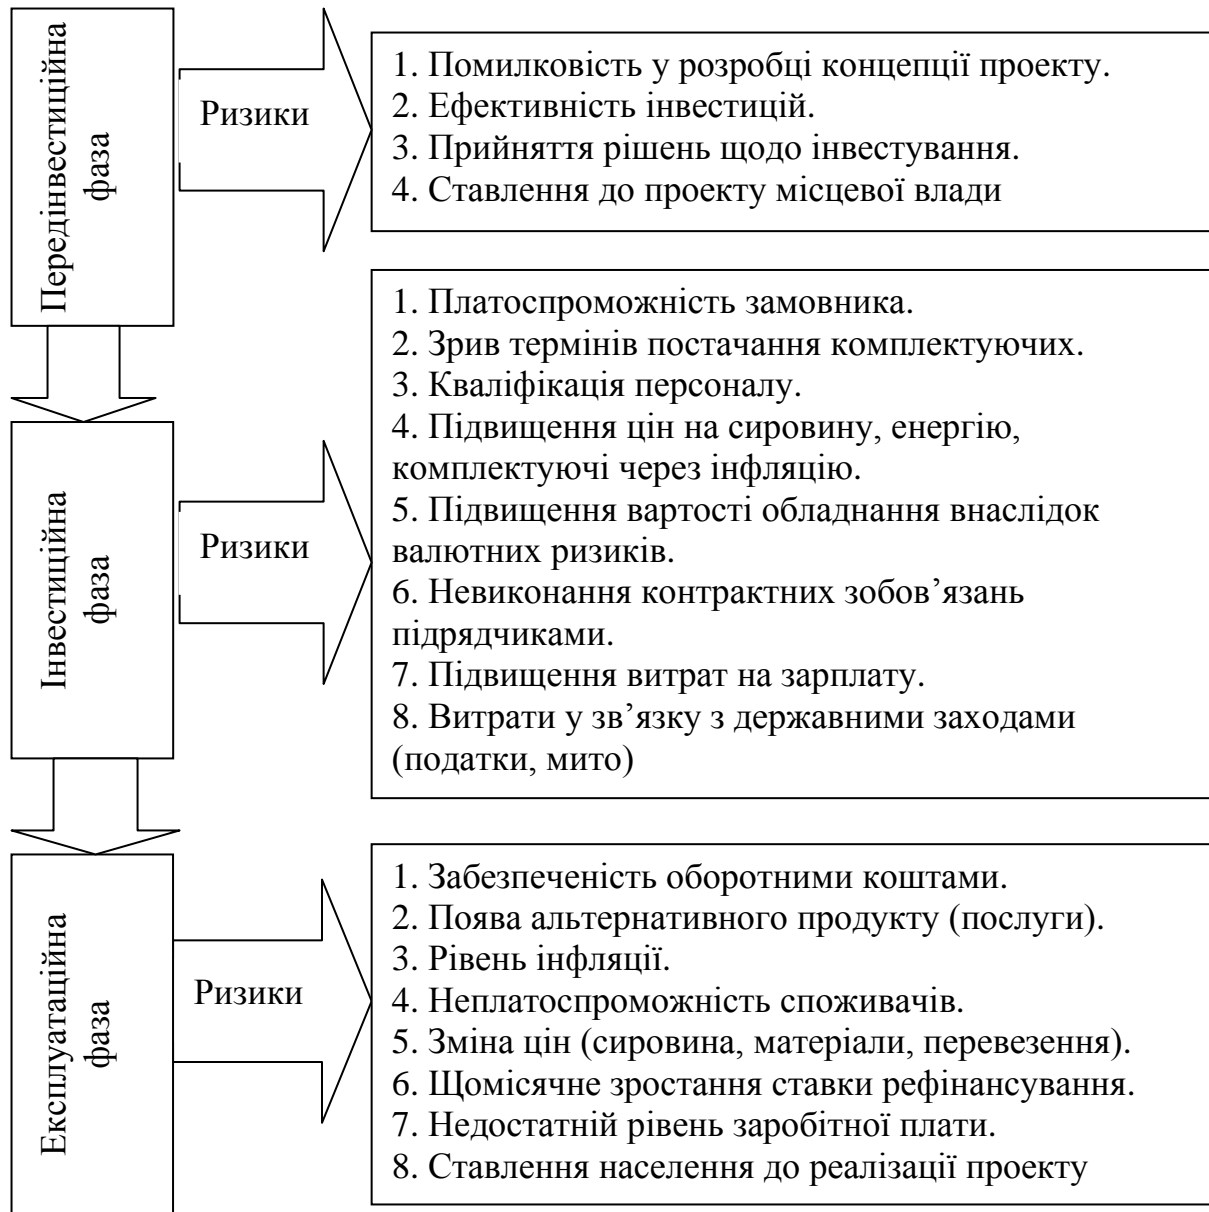 Передінвестиційна
фаза
Ризики
1. Помилковість у розробці концепції проекту.
2. Ефективність інвестицій.
3. Прийняття рішень щодо інвестування.
4. Ставлення до проекту місцевої влади
Інвестиційна
фаза
Ризики
1. Платоспроможність замовника.
2. Зрив термінів постачання комплектуючих.
3. Кваліфікація персоналу.
4. Підвищення цін на сировину, енергію,
комплектуючі через інфляцію.
5. Підвищення вартості обладнання внаслідок
валютних ризиків.
6. Невиконання контрактних зобов’язань
підрядчиками.
7. Підвищення витрат на зарплату.
8. Витрати у зв’язку з державними заходами
(податки, мито)
Експлуатаційна
фаза
Ризики
1. Забезпеченість оборотними коштами.
2. Поява альтернативного продукту (послуги).
3. Рівень інфляції.
4. Неплатоспроможність споживачів.
5. Зміна цін (сировина, матеріали, перевезення).
6. Щомісячне зростання ставки рефінансування.
7. Недостатній рівень заробітної плати.
8. Ставлення населення до реалізації проекту